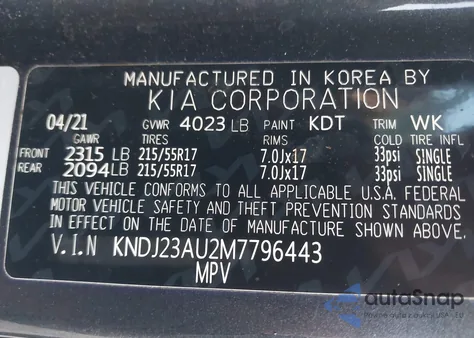 MANUFACTURED IN KOREA BY
KIA CORPORATION
04/21 GVWR 4023 LB PAINT KDT TRIM WK
GAWR TIRES RIMS COLD TIRE INFL
FRONT 2315 LB 215/55R17 7.0Jx17 33psi SINGLE
REAR 2094 LB 215/55R17 7.0Jx17 33psi SINGLE
THIS VEHICLE CONFORMS TO ALL APPLICABLE U.S.A. FEDERAL
MOTOR VEHICLE SAFETY AND THEFT PREVENTION STANDARDS
IN EFFECT ON THE DATE OF MANUFACTURE SHOWN ABOVE.
V.I.N KNDJ23AU2M7796443
MPV
autoSnap